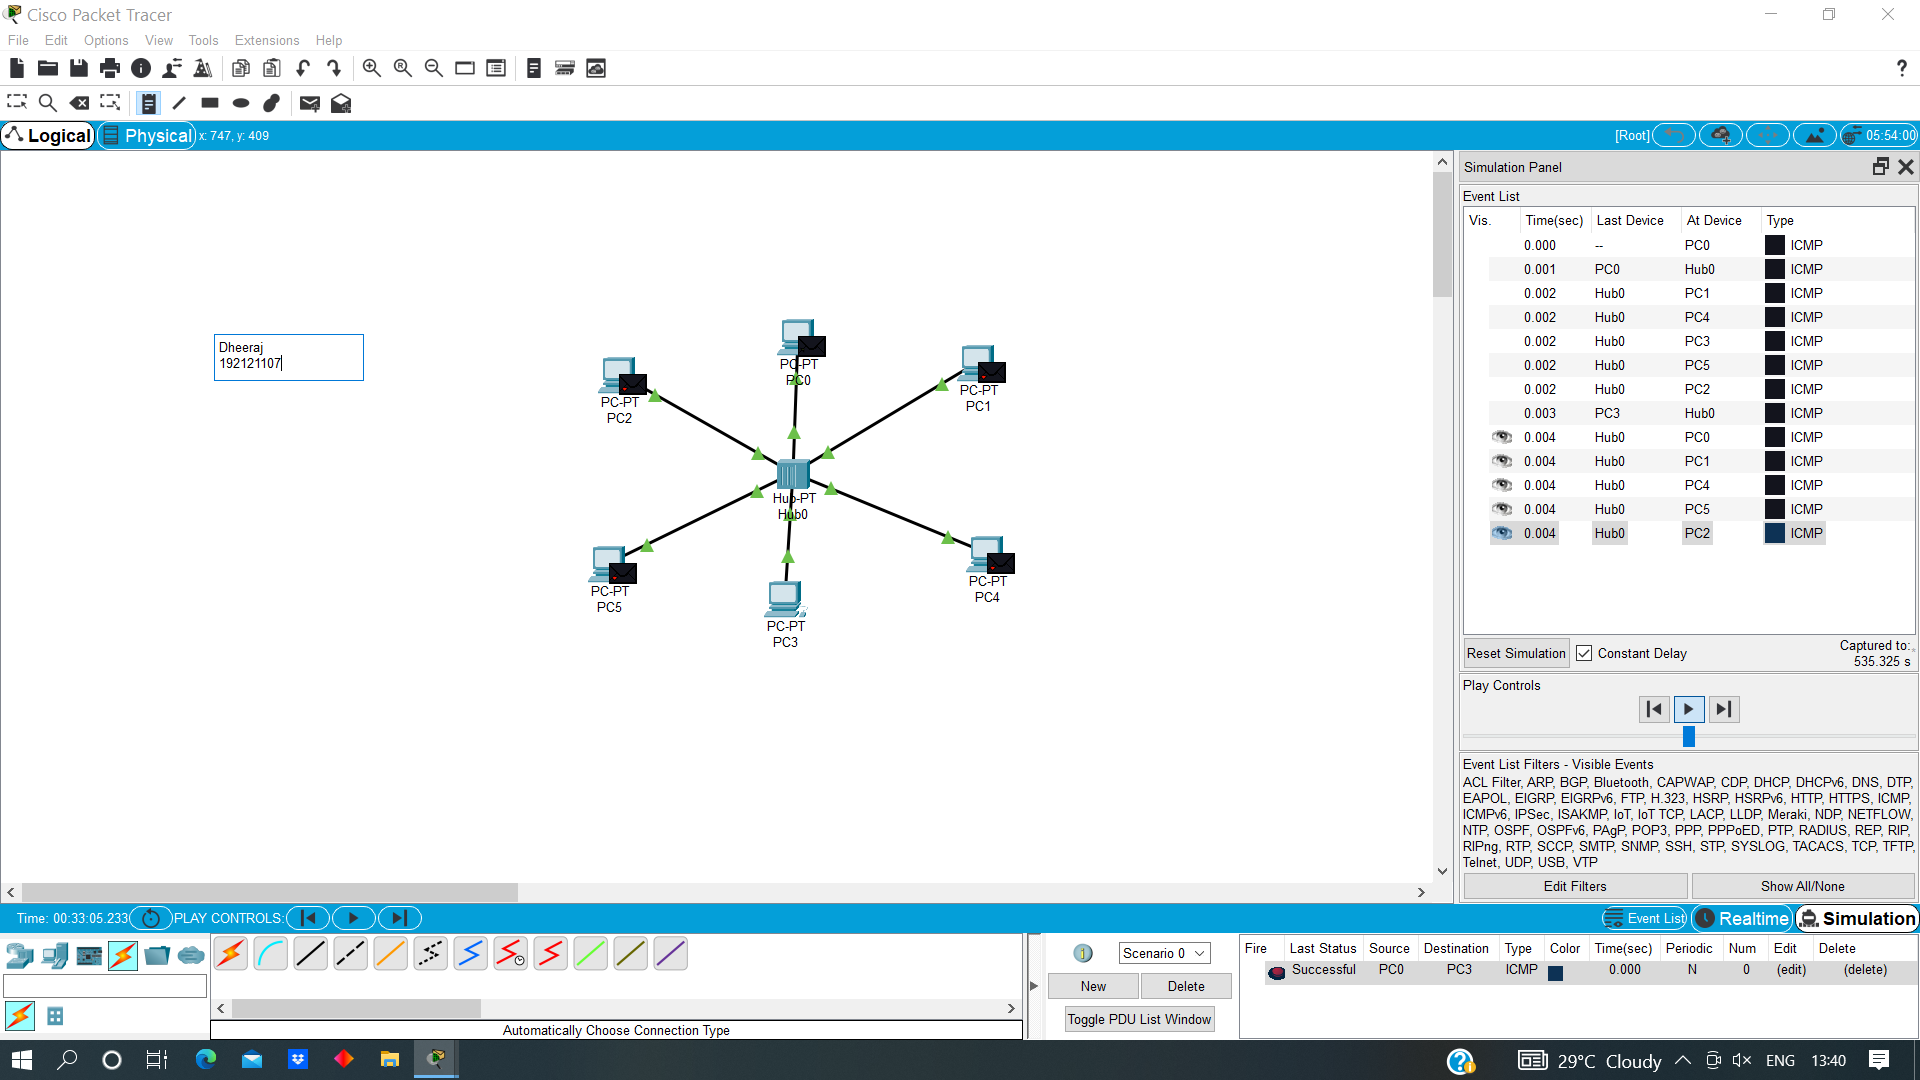 Cisco Packet Tracer
File Edit Options View Tools Extensions Help
?
Logical Physical x: 747, y: 409 [Root] 05:54:00
Dheeraj
192121107
PC-PT
PC0
PC-PT
PC2
PC-PT
PC1
Hub-PT
Hub0
PC-PT
PC5
PC-PT
PC4
PC-PT
PC3
Simulation Panel
Event List
Vis. Time(sec) Last Device At Device Type
0.000 -- PC0 ICMP
0.001 PC0 Hub0 ICMP
0.002 Hub0 PC1 ICMP
0.002 Hub0 PC4 ICMP
0.002 Hub0 PC3 ICMP
0.002 Hub0 PC5 ICMP
0.002 Hub0 PC2 ICMP
0.003 PC3 Hub0 ICMP
0.004 Hub0 PC0 ICMP
0.004 Hub0 PC1 ICMP
0.004 Hub0 PC4 ICMP
0.004 Hub0 PC5 ICMP
0.004 Hub0 PC2 ICMP
Reset Simulation Constant Delay
Captured to:
535.325 s
Play Controls
Event List Filters - Visible Events
ACL Filter, ARP, BGP, Bluetooth, CAPWAP, CDP, DHCP, DHCPv6, DNS, DTP,
EAPOL, EIGRP, EIGRPv6, FTP, H.323, HSRP, HSRPv6, HTTP, HTTPS, ICMP,
ICMPv6, IPSec, ISAKMP, IoT, IoT TCP, LACP, LLDP, Meraki, NDP, NETFLOW,
NTP, OSPF, OSPFv6, PAgP, POP3, PPP, PPPoED, PTP, RADIUS, REP, RIP,
RIPng, RTP, SCCP, SMTP, SNMP, SSH, STP, SYSLOG, TACACS, TCP, TFTP,
Telnet, UDP, USB, VTP
Edit Filters Show All/None
Time: 00:33:05.233 PLAY CONTROLS: Event List Realtime Simulation
Automatically Choose Connection Type
1 Scenario 0
New Delete
Toggle PDU List Window
Fire Last Status Source Destination Type Color Time(sec) Periodic Num Edit Delete
Successful PC0 PC3 ICMP 0.000 N 0 (edit) (delete)
29°C Cloudy ENG 13:40